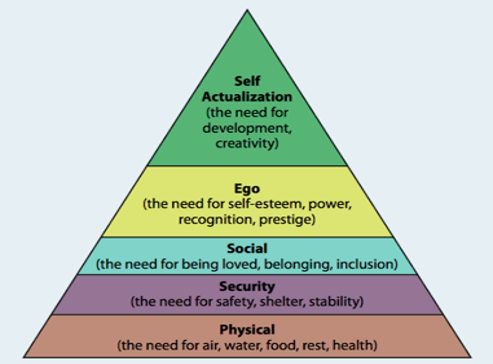 Self
Actualization
(the need for
development,
creativity)
Ego
(the need for self-esteem, power,
recognition, prestige)
Social
(the need for being loved, belonging, inclusion)
Security
(the need for safety, shelter, stability)
Physical
(the need for air, water, food, rest, health)